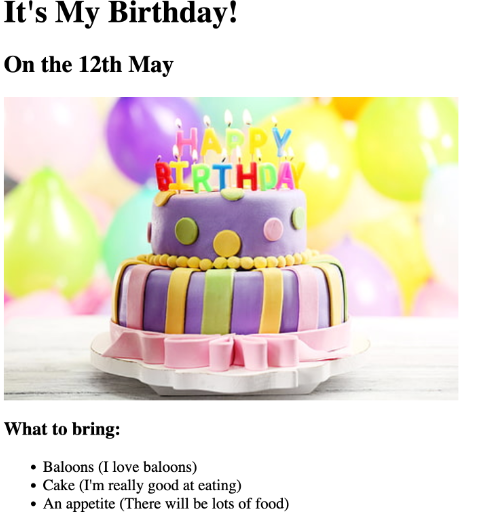 It's My Birthday!
On the 12th May
HAPPY
BIRTHDAY
What to bring:
• Baloons (I love baloons)
• Cake (I'm really good at eating)
• An appetite (There will be lots of food)